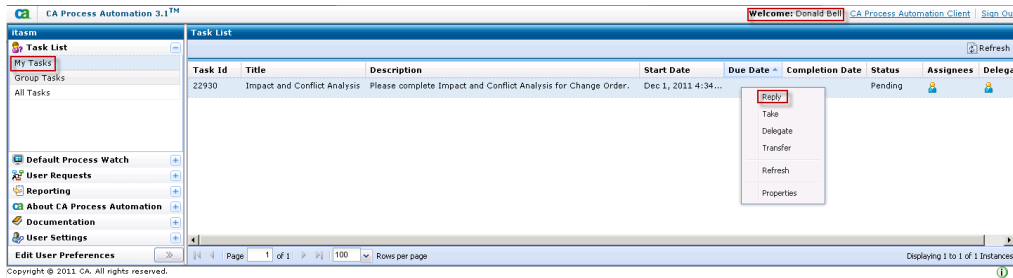 ca CA Process Automation 3.1™ Welcome: Donald Bell CA Process Automation Client Sign Ou
itasm Task List
Task List
Refresh
My Tasks
Group Tasks
All Tasks
Task Id Title Description Start Date Due Date Completion Date Status Assignees Delega
22930 Impact and Conflict Analysis Please complete Impact and Conflict Analysis for Change Order. Dec 1, 2011 4:34... Pending
Reply
Take
Delegate
Transfer
Refresh
Properties
Default Process Watch
User Requests
Reporting
About CA Process Automation
Documentation
User Settings
Edit User Preferences
Page 1 of 1 100 Rows per page Displaying 1 to 1 of 1 Instances
Copyright © 2011 CA. All rights reserved.